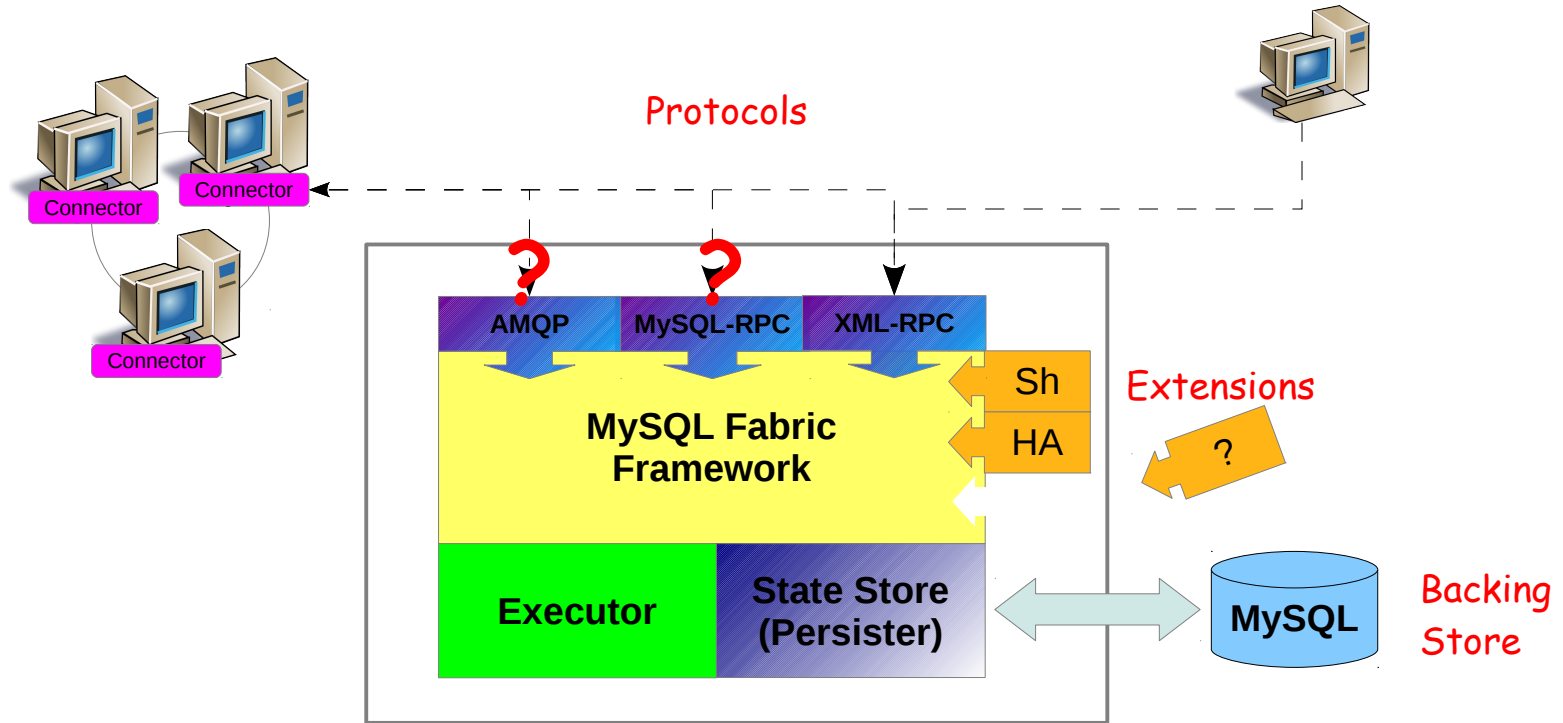 Protocols
Connector
Connector
Connector
?
?
AMQP
MySQL-RPC
XML-RPC
Sh
HA
Extensions
?
MySQL Fabric
Framework
Executor
State Store
(Persister)
MySQL
Backing
Store